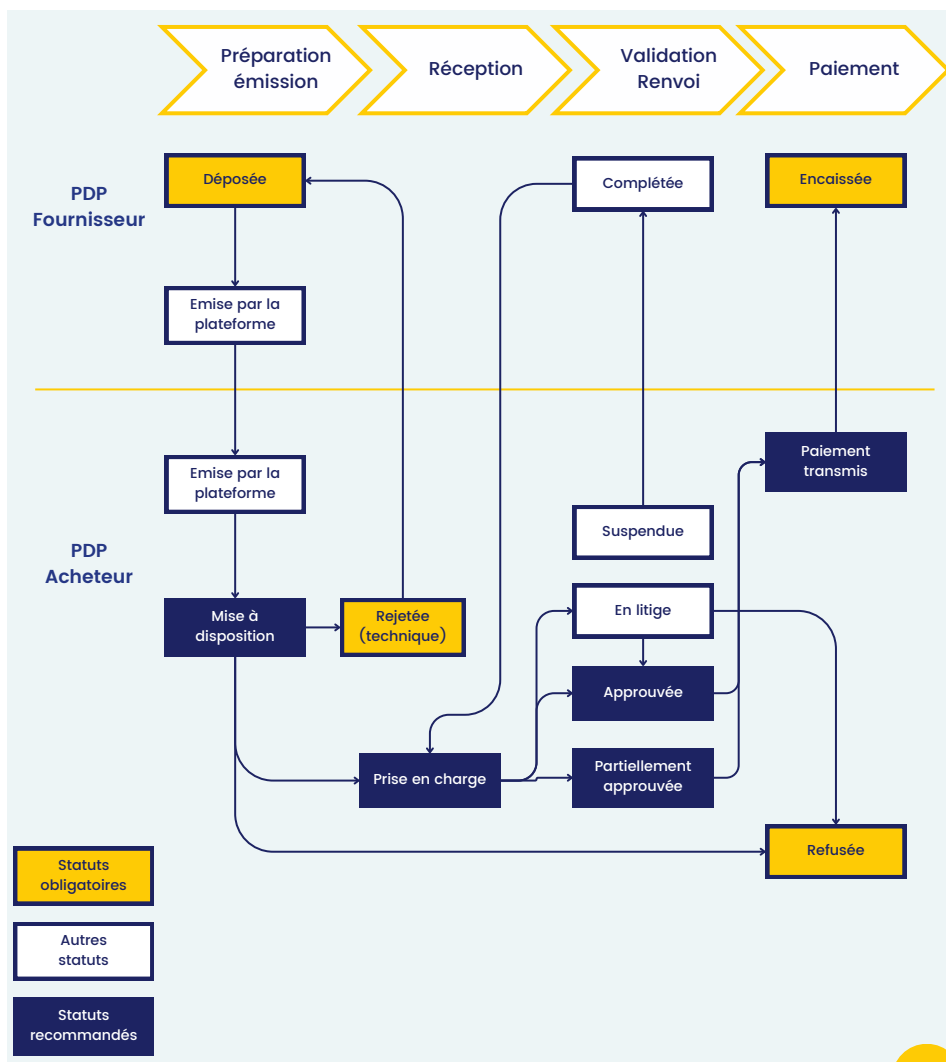 Préparation
émission
Réception
Validation
Renvoi
Paiement
PDP
Fournisseur
Déposée
Complétée
Encaissée
Emise par la
plateforme
PDP
Acheteur
Emise par la
plateforme
Paiement
transmis
Suspendue
Mise à
disposition
Rejetée
(technique)
En litige
Approuvée
Prise en charge
Partiellement
approuvée
Refusée
Statuts
obligatoires
Autres
statuts
Statuts
recommandés